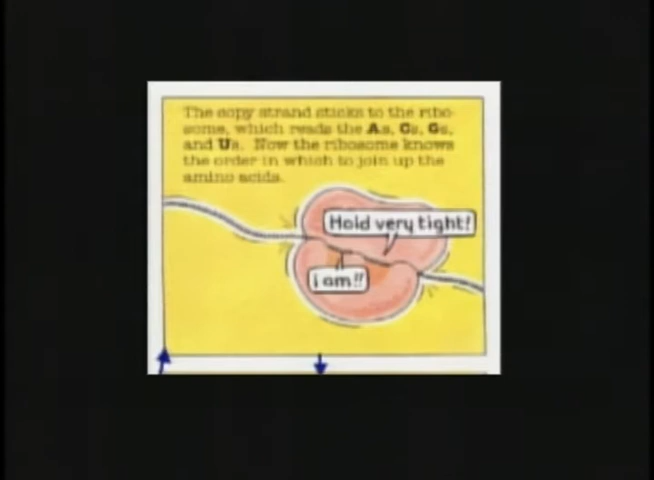 The copy strand sticks to the ribo-
some, which reads the As, Cs, Gs,
and Us. Now the ribosome knows
the order in which to join up the
amino acids.
Hold very tight!
I am!!